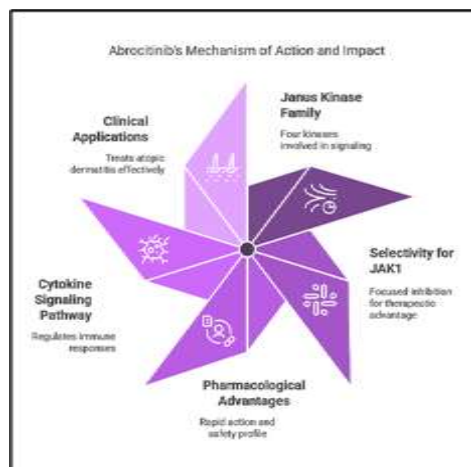 Abrocitinib's Mechanism of Action and Impact
Janus Kinase
Family
Four kinases
involved in signaling
Selectivity for
JAK1
Focused inhibition
for therapeutic
advantage
Pharmacological
Advantages
Rapid action and
safety profile
Cytokine
Signaling
Pathway
Regulates immune
responses
Clinical
Applications
Treats atopic
dermatitis effectively